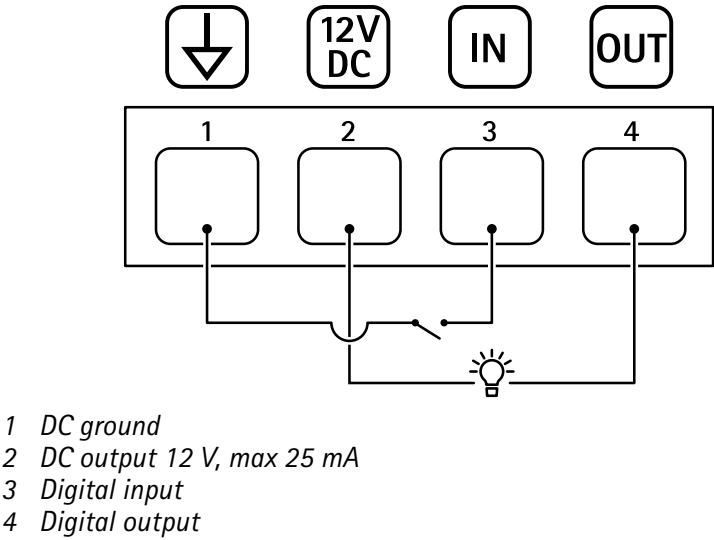 12V
DC
IN
OUT
1
2
3
4
1 DC ground
2 DC output 12 V, max 25 mA
3 Digital input
4 Digital output